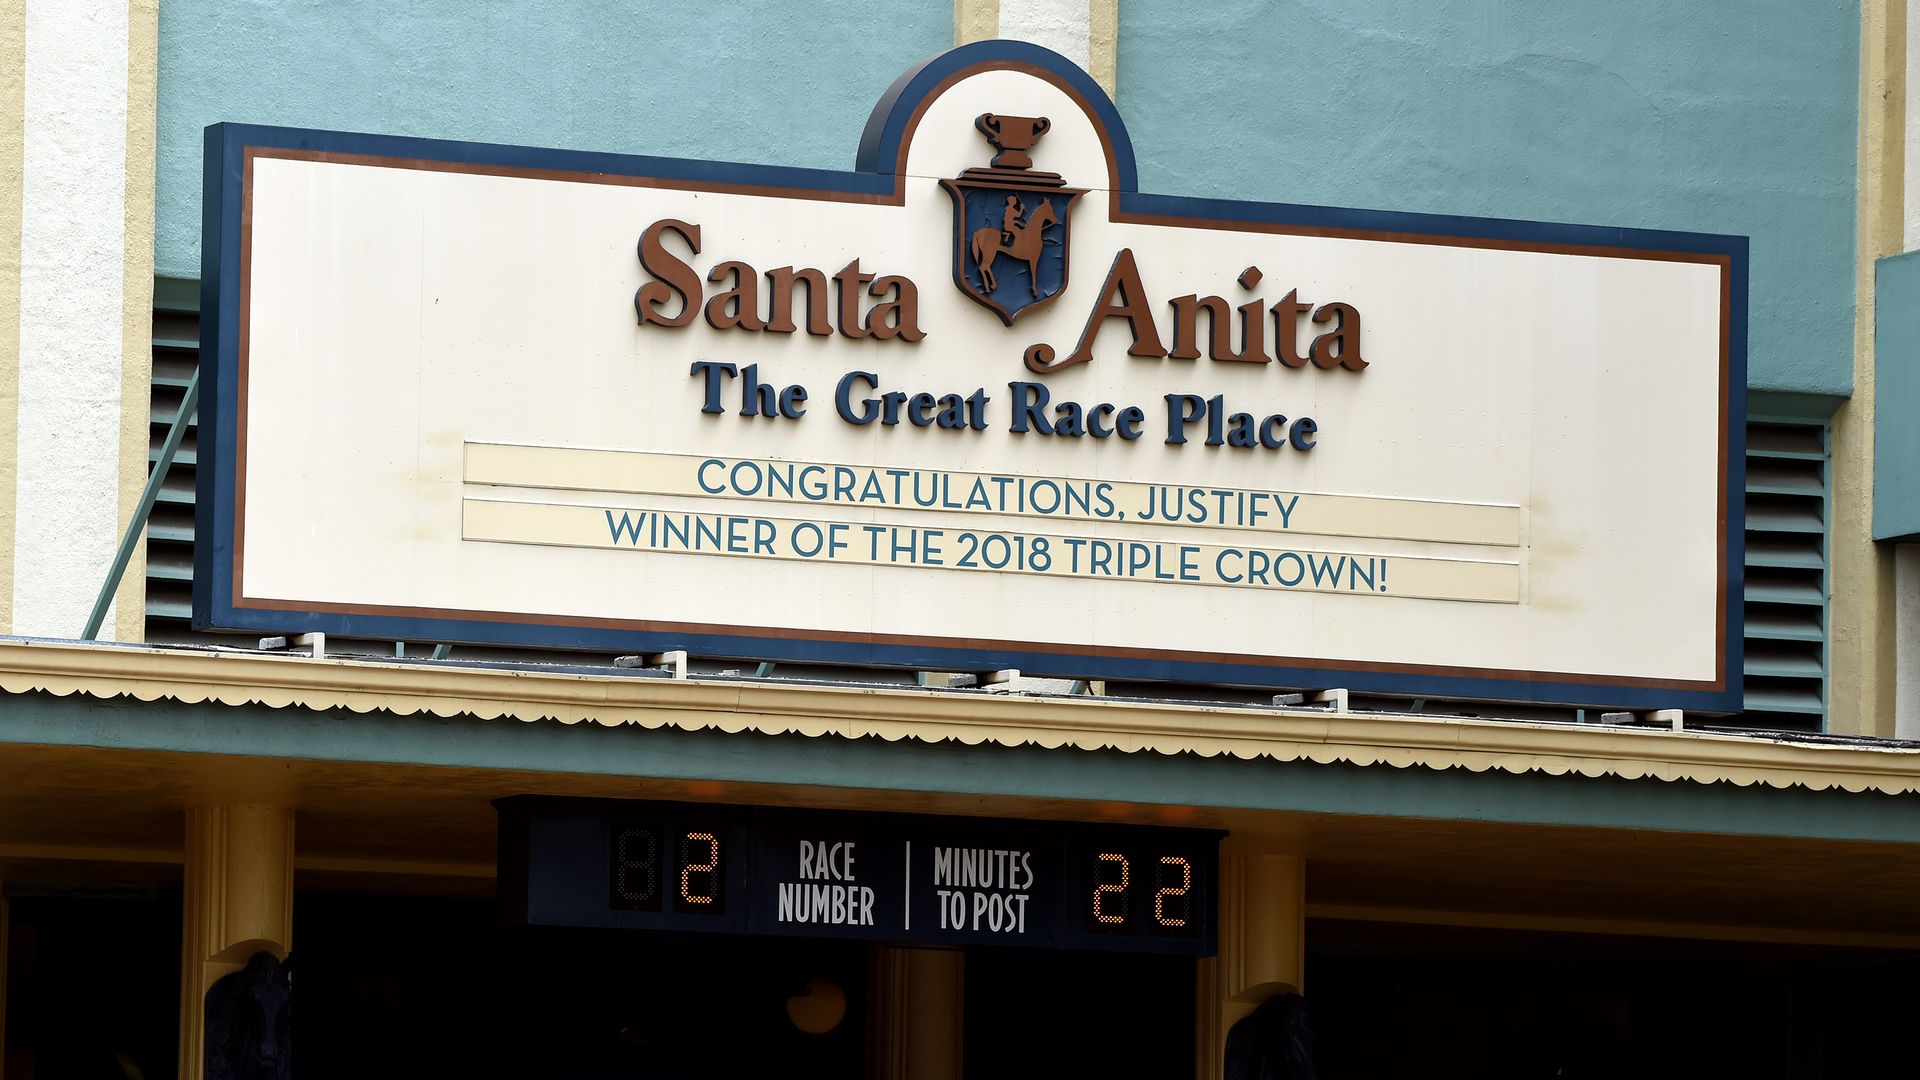 Santa Anita
The Great Race Place
CONGRATULATIONS, JUSTIFY
WINNER OF THE 2018 TRIPLE CROWN!
2 RACE NUMBER | MINUTES TO POST 22